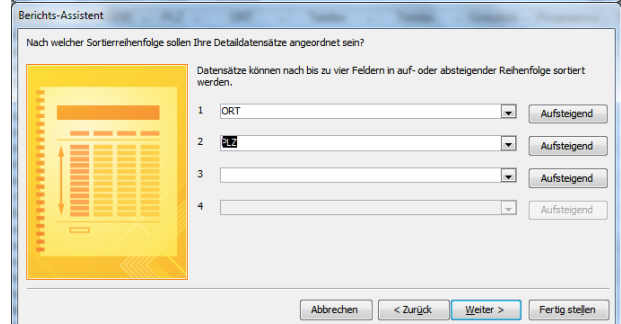 Berichts-Assistent
Nach welcher Sortierreihenfolge sollen Ihre Detaildatensätze angeordnet sein?
Datensätze können nach bis zu vier Feldern in auf- oder absteigender Reihenfolge sortiert
werden.
1 ORT Aufsteigend
2 PLZ Aufsteigend
3 Aufsteigend
4 Aufsteigend
Abbrechen < Zurück Weiter > Fertig stellen